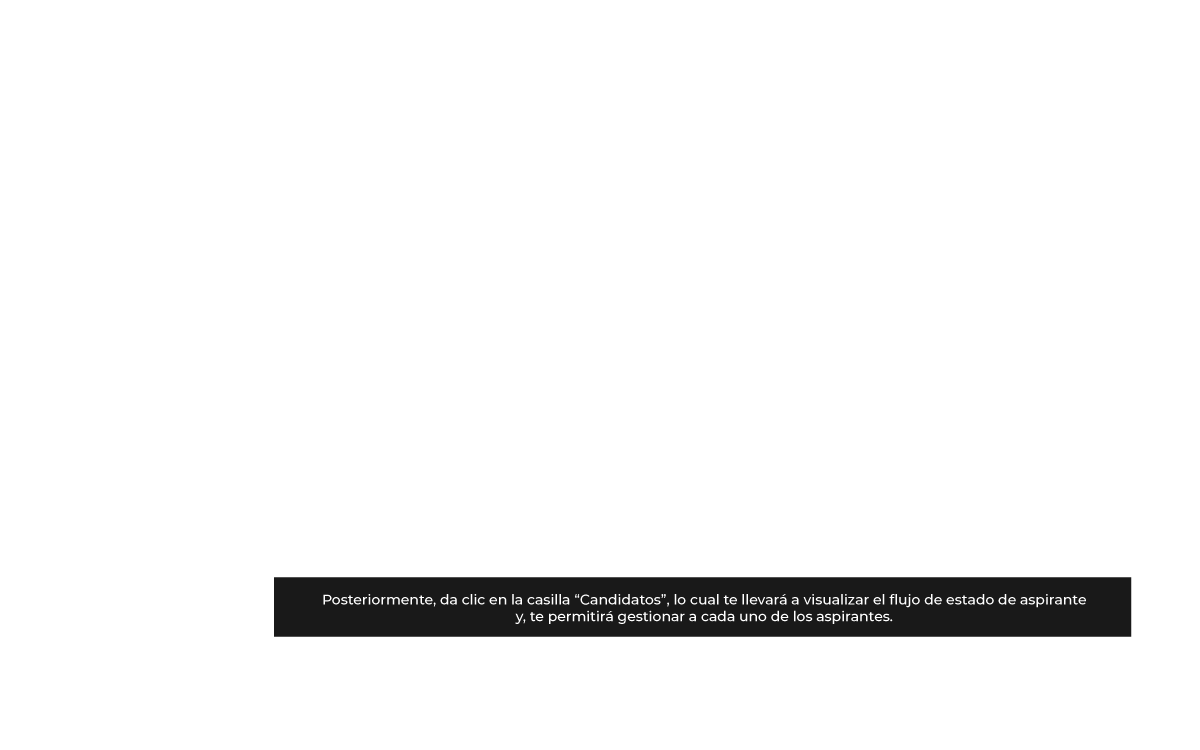 Posteriormente, da clic en la casilla “Candidatos”, lo cual te llevará a visualizar el flujo de estado de aspirante
y, te permitirá gestionar a cada uno de los aspirantes.